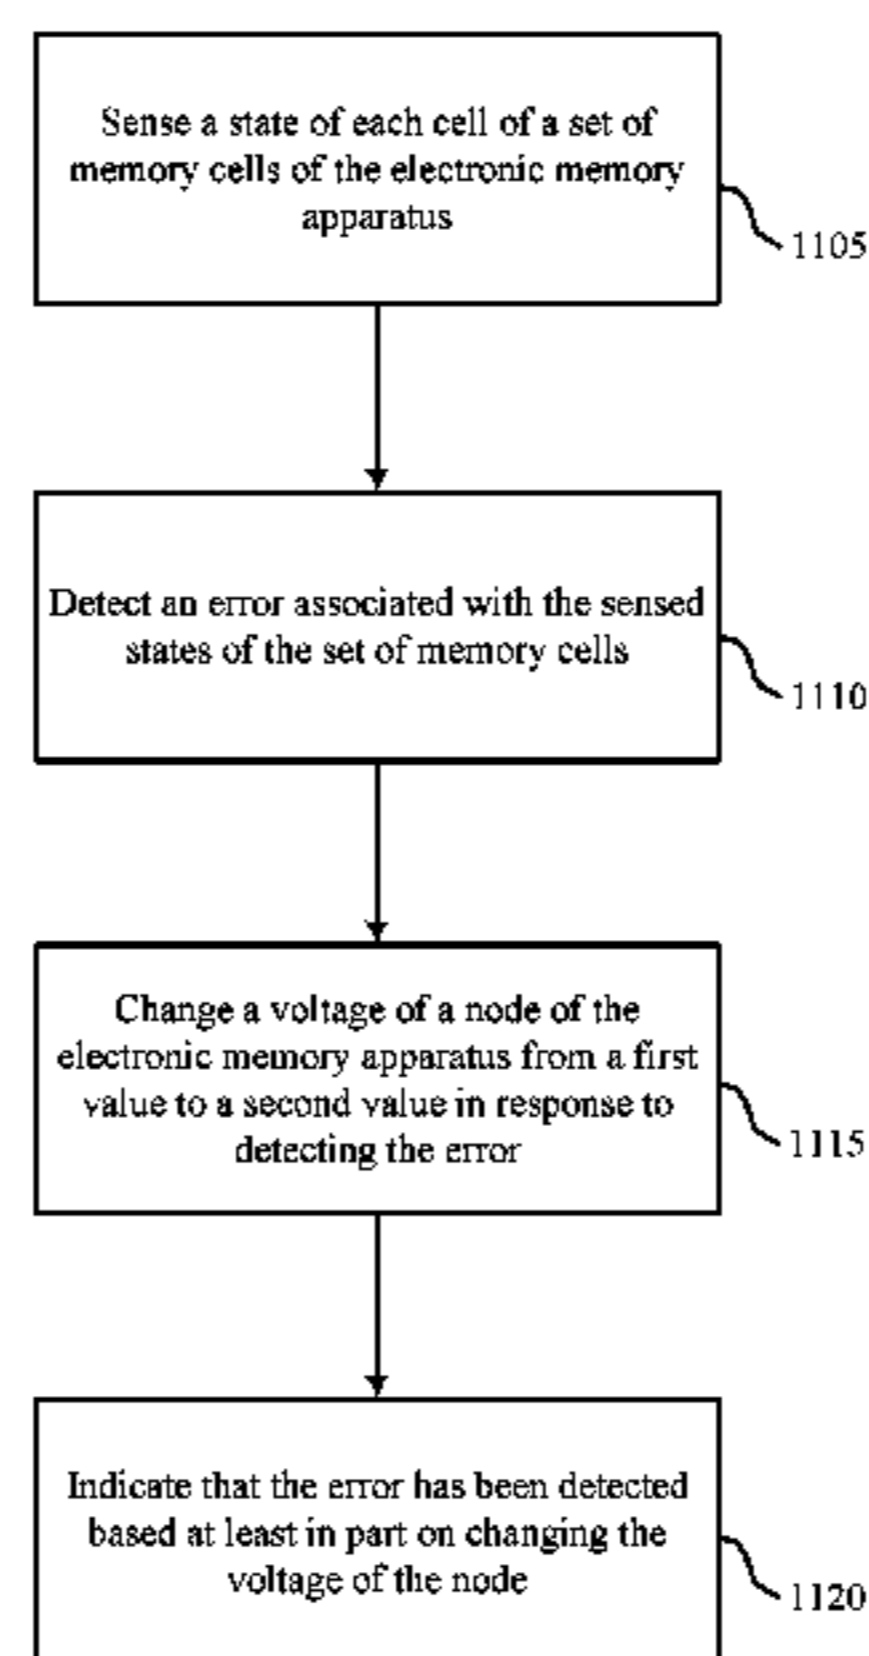 Sense a state of each cell of a set of
memory cells of the electronic memory
apparatus
1105
Detect an error associated with the sensed
states of the set of memory cells
1110
Change a voltage of a node of the
electronic memory apparatus from a first
value to a second value in response to
detecting the error
1115
Indicate that the error has been detected
based at least in part on changing the
voltage of the node
1120